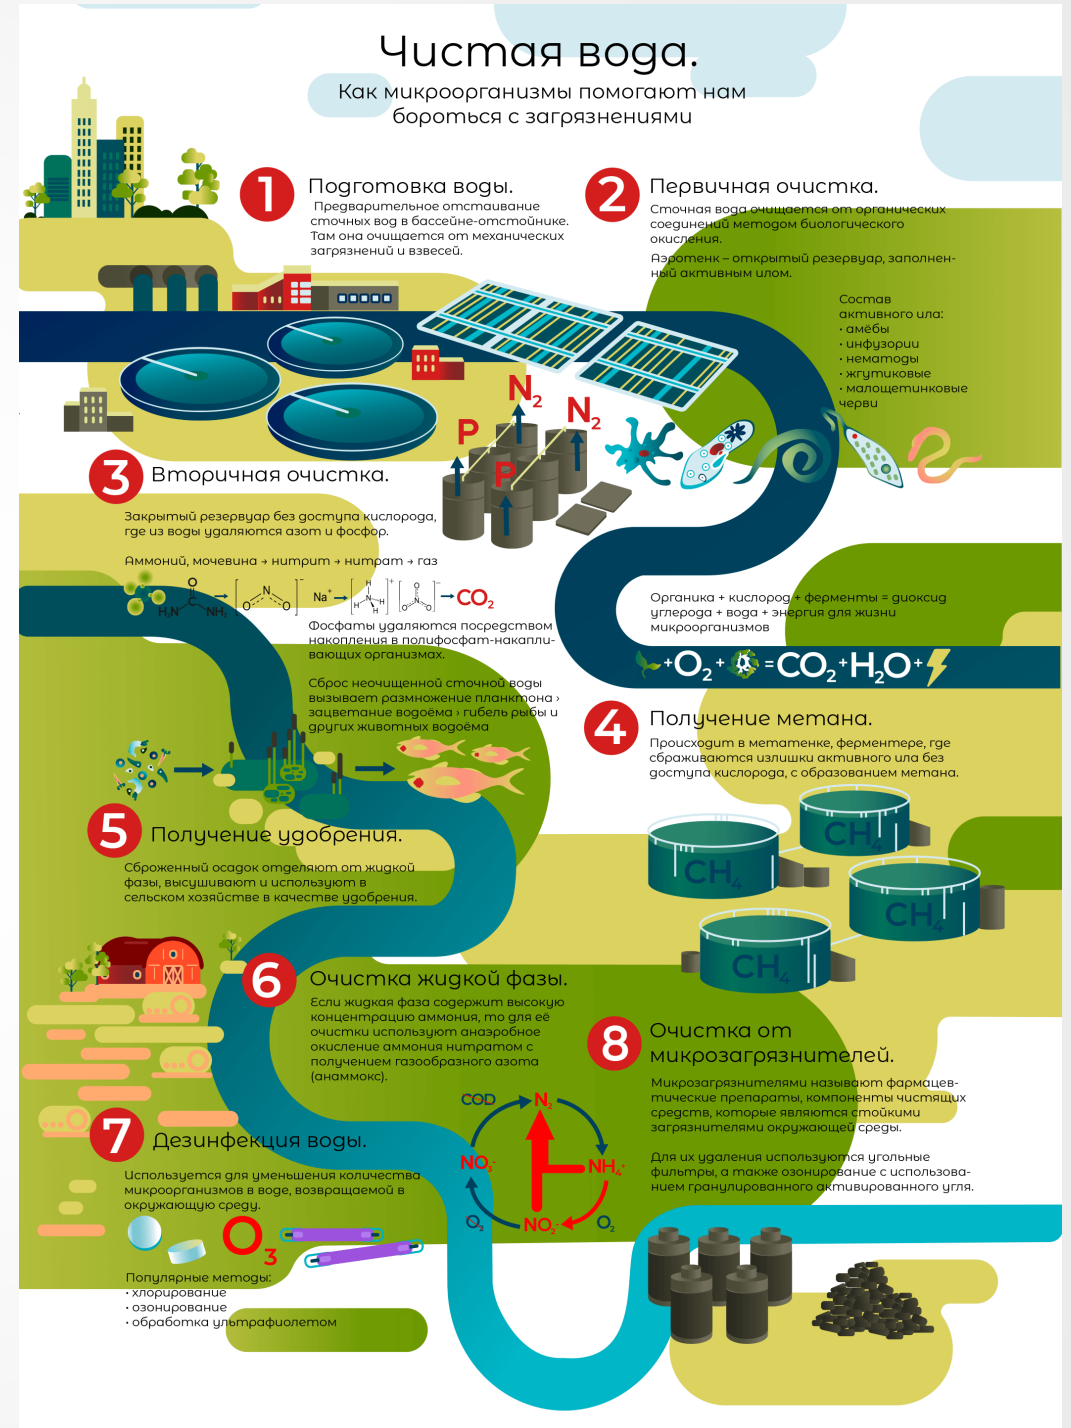 Чистая вода.
Как микроорганизмы помогают нам
бороться с загрязнениями
1
Подготовка воды.
Предварительное отстаивание
сточных вод в бассейне-отстойнике.
Там она очищается от механических
загрязнений и взвесей.
2
Первичная очистка.
Сточная вода очищается от органических
соединений методом биологического
окисления.
Аэротенк – открытый резервуар, заполнен-
ный активным илом.
Состав
активного ила:
• амёбы
• инфузории
• нематоды
• жгутиковые
• малощетинковые
черви
N2
N2
P
P
3
Вторичная очистка.
Закрытый резервуар без доступа кислорода,
где из воды удаляются азот и фосфор.
Аммоний, мочевина → нитрит → нитрат → газ
O
C
H2N
NH2
N
O
O
−
Na+
H
N
H
H
H
+
O
N
O
O
−
CO2
Фосфаты удаляются посредством
накопления в полифосфат-накапли-
вающих организмах.
Сброс неочищенной сточной воды
вызывает размножение планктона ›
зацветание водоёма › гибель рыбы и
других животных водоёма
Органика + кислород + ферменты = диоксид
углерода + вода + энергия для жизни
микроорганизмов
+O2+ =CO2+H2O+
4
Получение метана.
Происходит в метатенке, ферментере, где
сбраживаются излишки активного ила без
доступа кислорода, с образованием метана.
CH4
CH4
CH4
CH4
5
Получение удобрения.
Сброженный осадок отделяют от жидкой
фазы, высушивают и используют в
сельском хозяйстве в качестве удобрения.
6
Очистка жидкой фазы.
Если жидкая фаза содержит высокую
концентрацию аммония, то для её
очистки используют анаэробное
окисление аммония нитратом с
получением газообразного азота
(анаммокс).
COD
N2
NO3-
NH4+
O2
NO2-
O2
7
Дезинфекция воды.
Используется для уменьшения количества
микроорганизмов в воде, возвращаемой в
окружающую среду.
O3
Популярные методы:
• хлорирование
• озонирование
• обработка ультрафиолетом
8
Очистка от
микрозагрязнителей.
Микрозагрязнителями называют фармацев-
тические препараты, компоненты чистящих
средств, которые являются стойкими
загрязнителями окружающей среды.
Для их удаления используются угольные
фильтры, а также озонирование с использова-
нием гранулированного активированного угля.